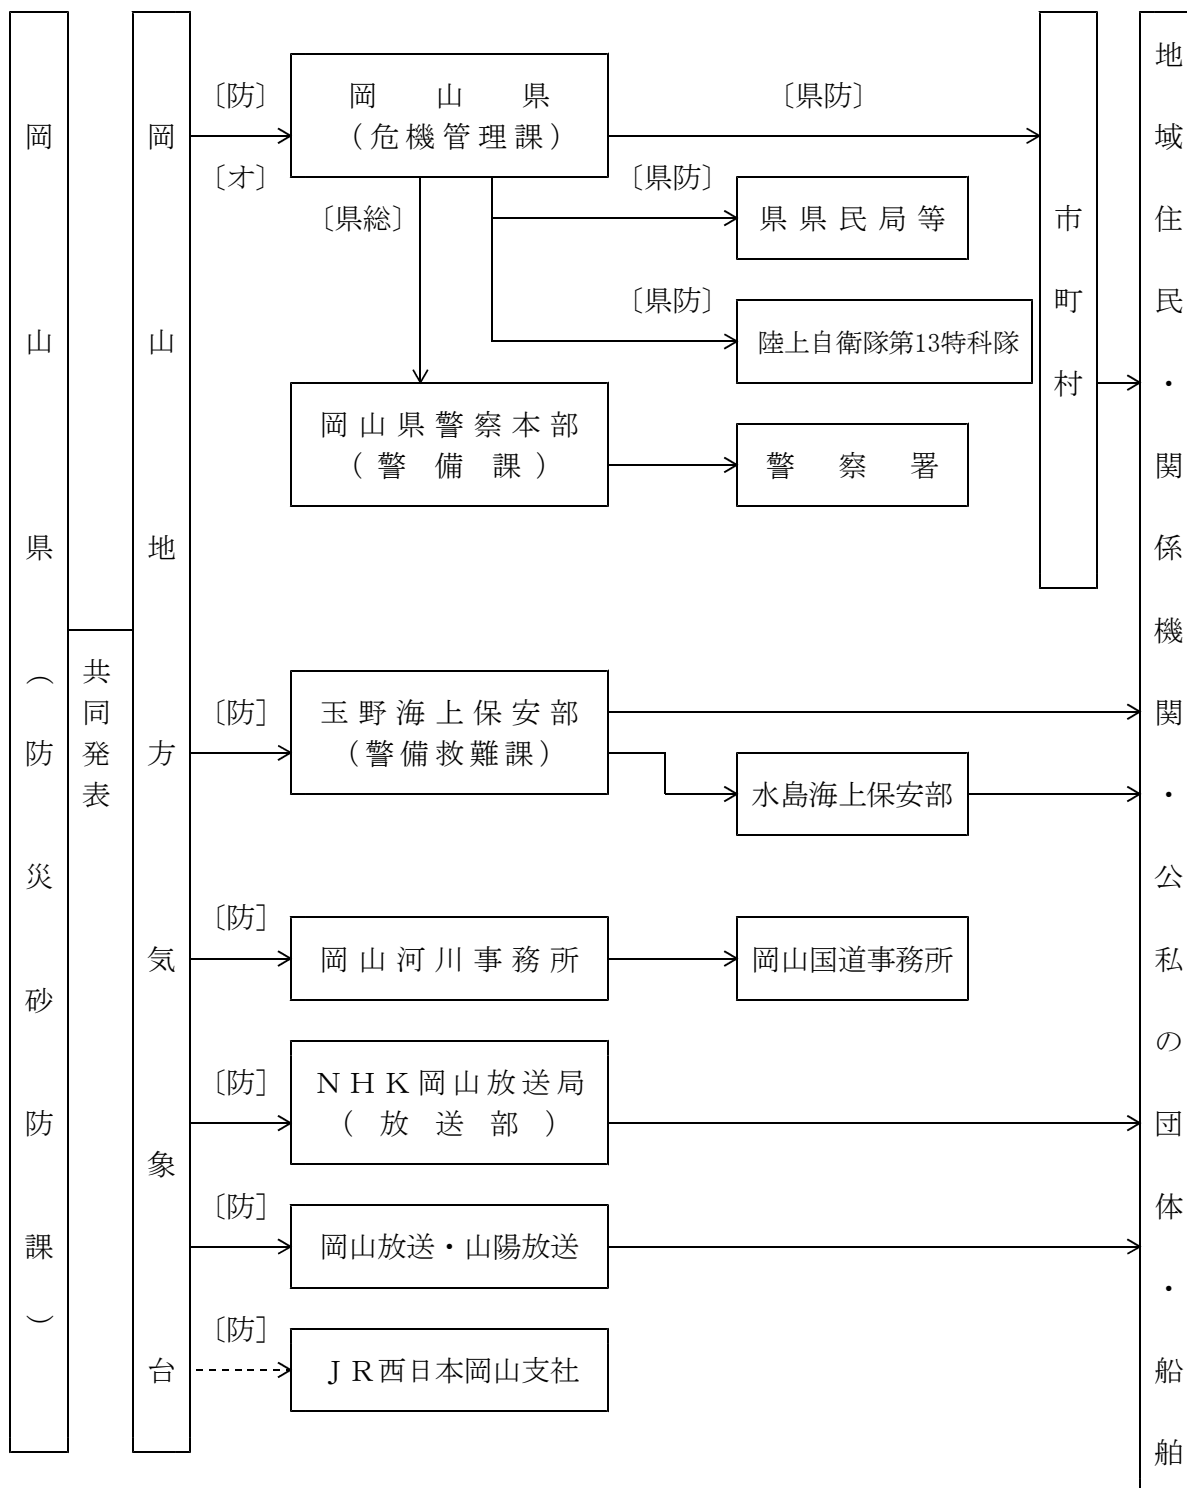 岡山県（防災砂防課）
共同発表
岡山地方気象台
〔防〕
〔オ〕
岡山県
（危機管理課）
〔県防〕
〔県総〕
〔県防〕
県県民局等
〔県防〕
陸上自衛隊第13特科隊
岡山県警察本部
（警備課）
警察署
市町村
〔防〕
玉野海上保安部
（警備救難課）
水島海上保安部
〔防〕
岡山河川事務所
岡山国道事務所
〔防〕
ＮＨＫ岡山放送局
（放送部）
〔防〕
岡山放送・山陽放送
〔防〕
ＪＲ西日本岡山支社
地域住民・関係機関・公私の団体・船舶